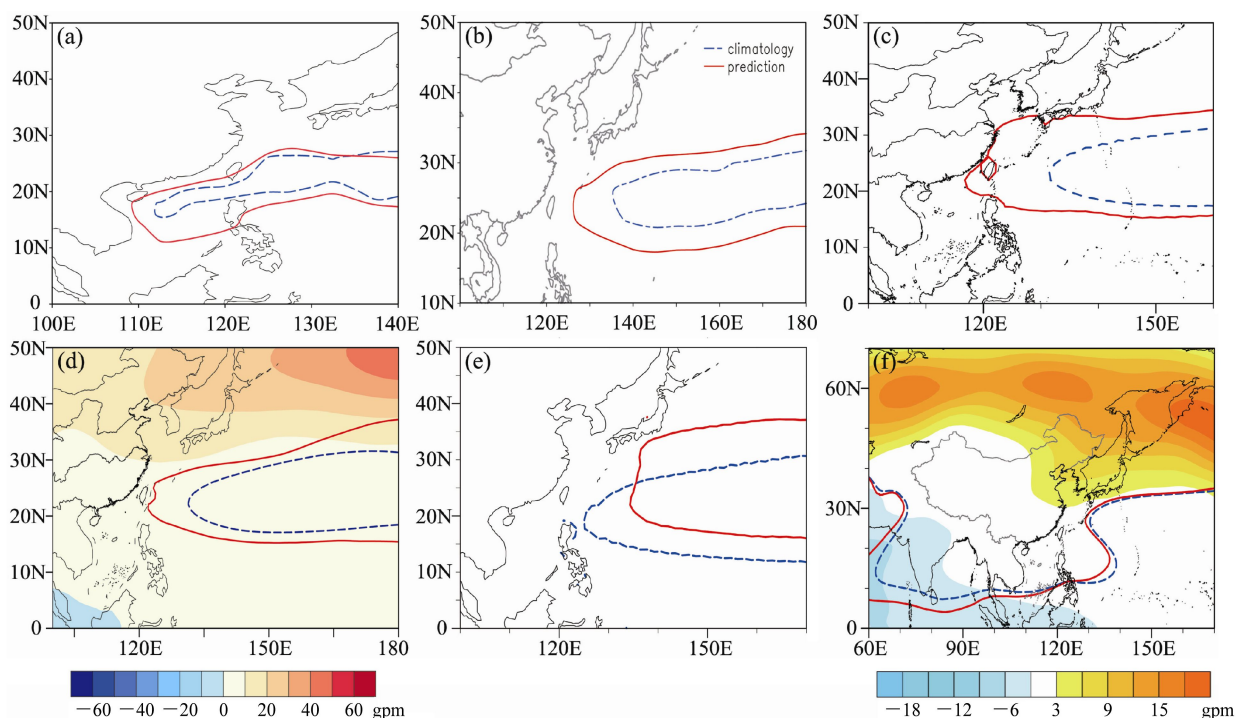 (a)
50N
40N
30N
20N
10N
0
100E 110E 120E 130E 140E
(b)
climatology
prediction
50N
40N
30N
20N
10N
120E 140E 160E 180
(c)
50N
40N
30N
20N
10N
0
120E 150E
(d)
50N
40N
30N
20N
10N
0
120E 150E 180
−60 −40 −20 0 20 40 60 gpm
(e)
50N
40N
30N
20N
10N
0
150E
(f)
60N
30N
0
60E 90E 120E 150E
−18 −12 −6 3 9 15 gpm